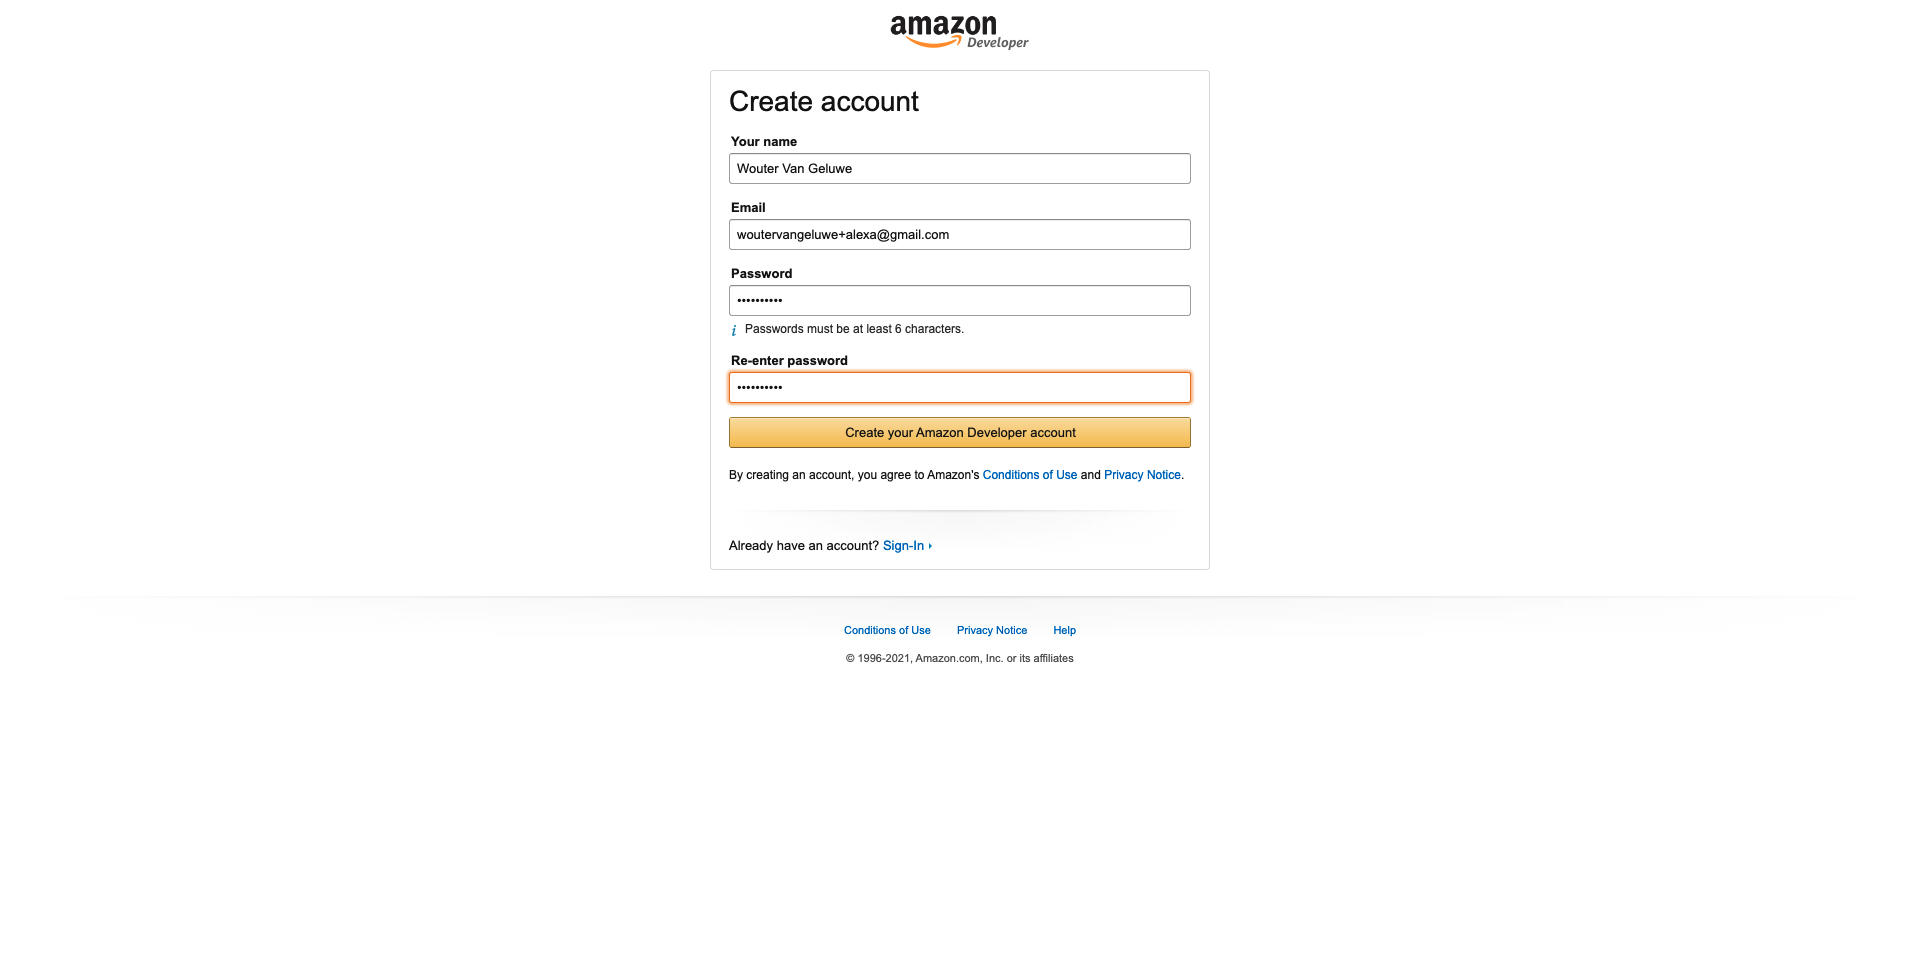 amazon
Developer
Create account
Your name
Wouter Van Geluwe
Email
woutervangeluwe+alexa@gmail.com
Password
••••••••••
i Passwords must be at least 6 characters.
Re-enter password
••••••••••
Create your Amazon Developer account
By creating an account, you agree to Amazon's Conditions of Use and Privacy Notice.
Already have an account? Sign-In
Conditions of Use Privacy Notice Help
© 1996-2021, Amazon.com, Inc. or its affiliates